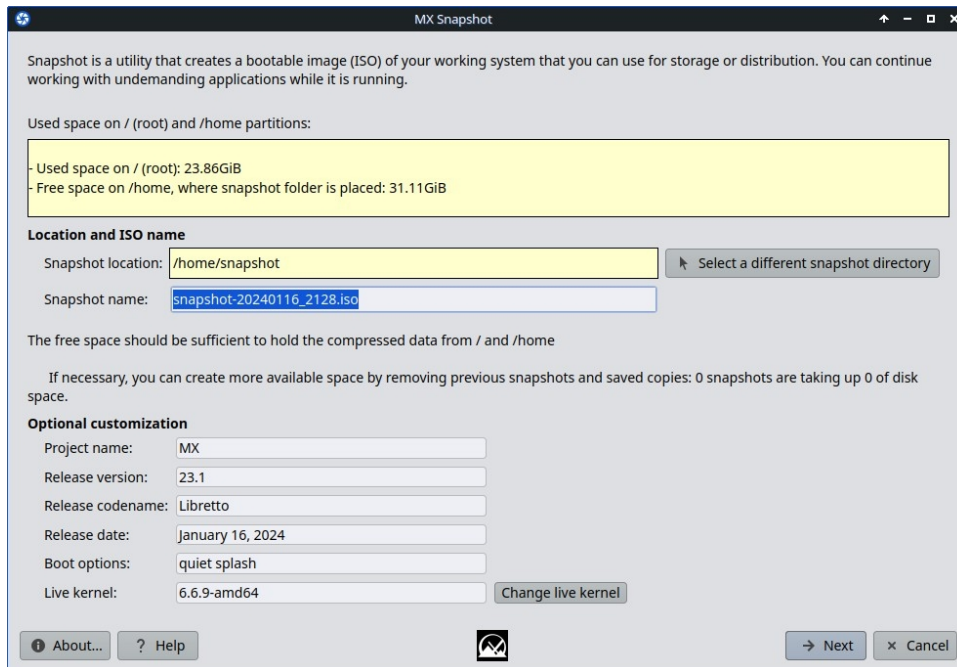 MX Snapshot
Snapshot is a utility that creates a bootable image (ISO) of your working system that you can use for storage or distribution. You can continue
working with undemanding applications while it is running.
Used space on / (root) and /home partitions:
- Used space on / (root): 23.86GiB
- Free space on /home, where snapshot folder is placed: 31.11GiB
Location and ISO name
Snapshot location: /home/snapshot Select a different snapshot directory
Snapshot name: snapshot-20240116_2128.iso
The free space should be sufficient to hold the compressed data from / and /home
If necessary, you can create more available space by removing previous snapshots and saved copies: 0 snapshots are taking up 0 of disk
space.
Optional customization
Project name: MX
Release version: 23.1
Release codename: Libretto
Release date: January 16, 2024
Boot options: quiet splash
Live kernel: 6.6.9-amd64 Change live kernel
About... ? Help Next Cancel